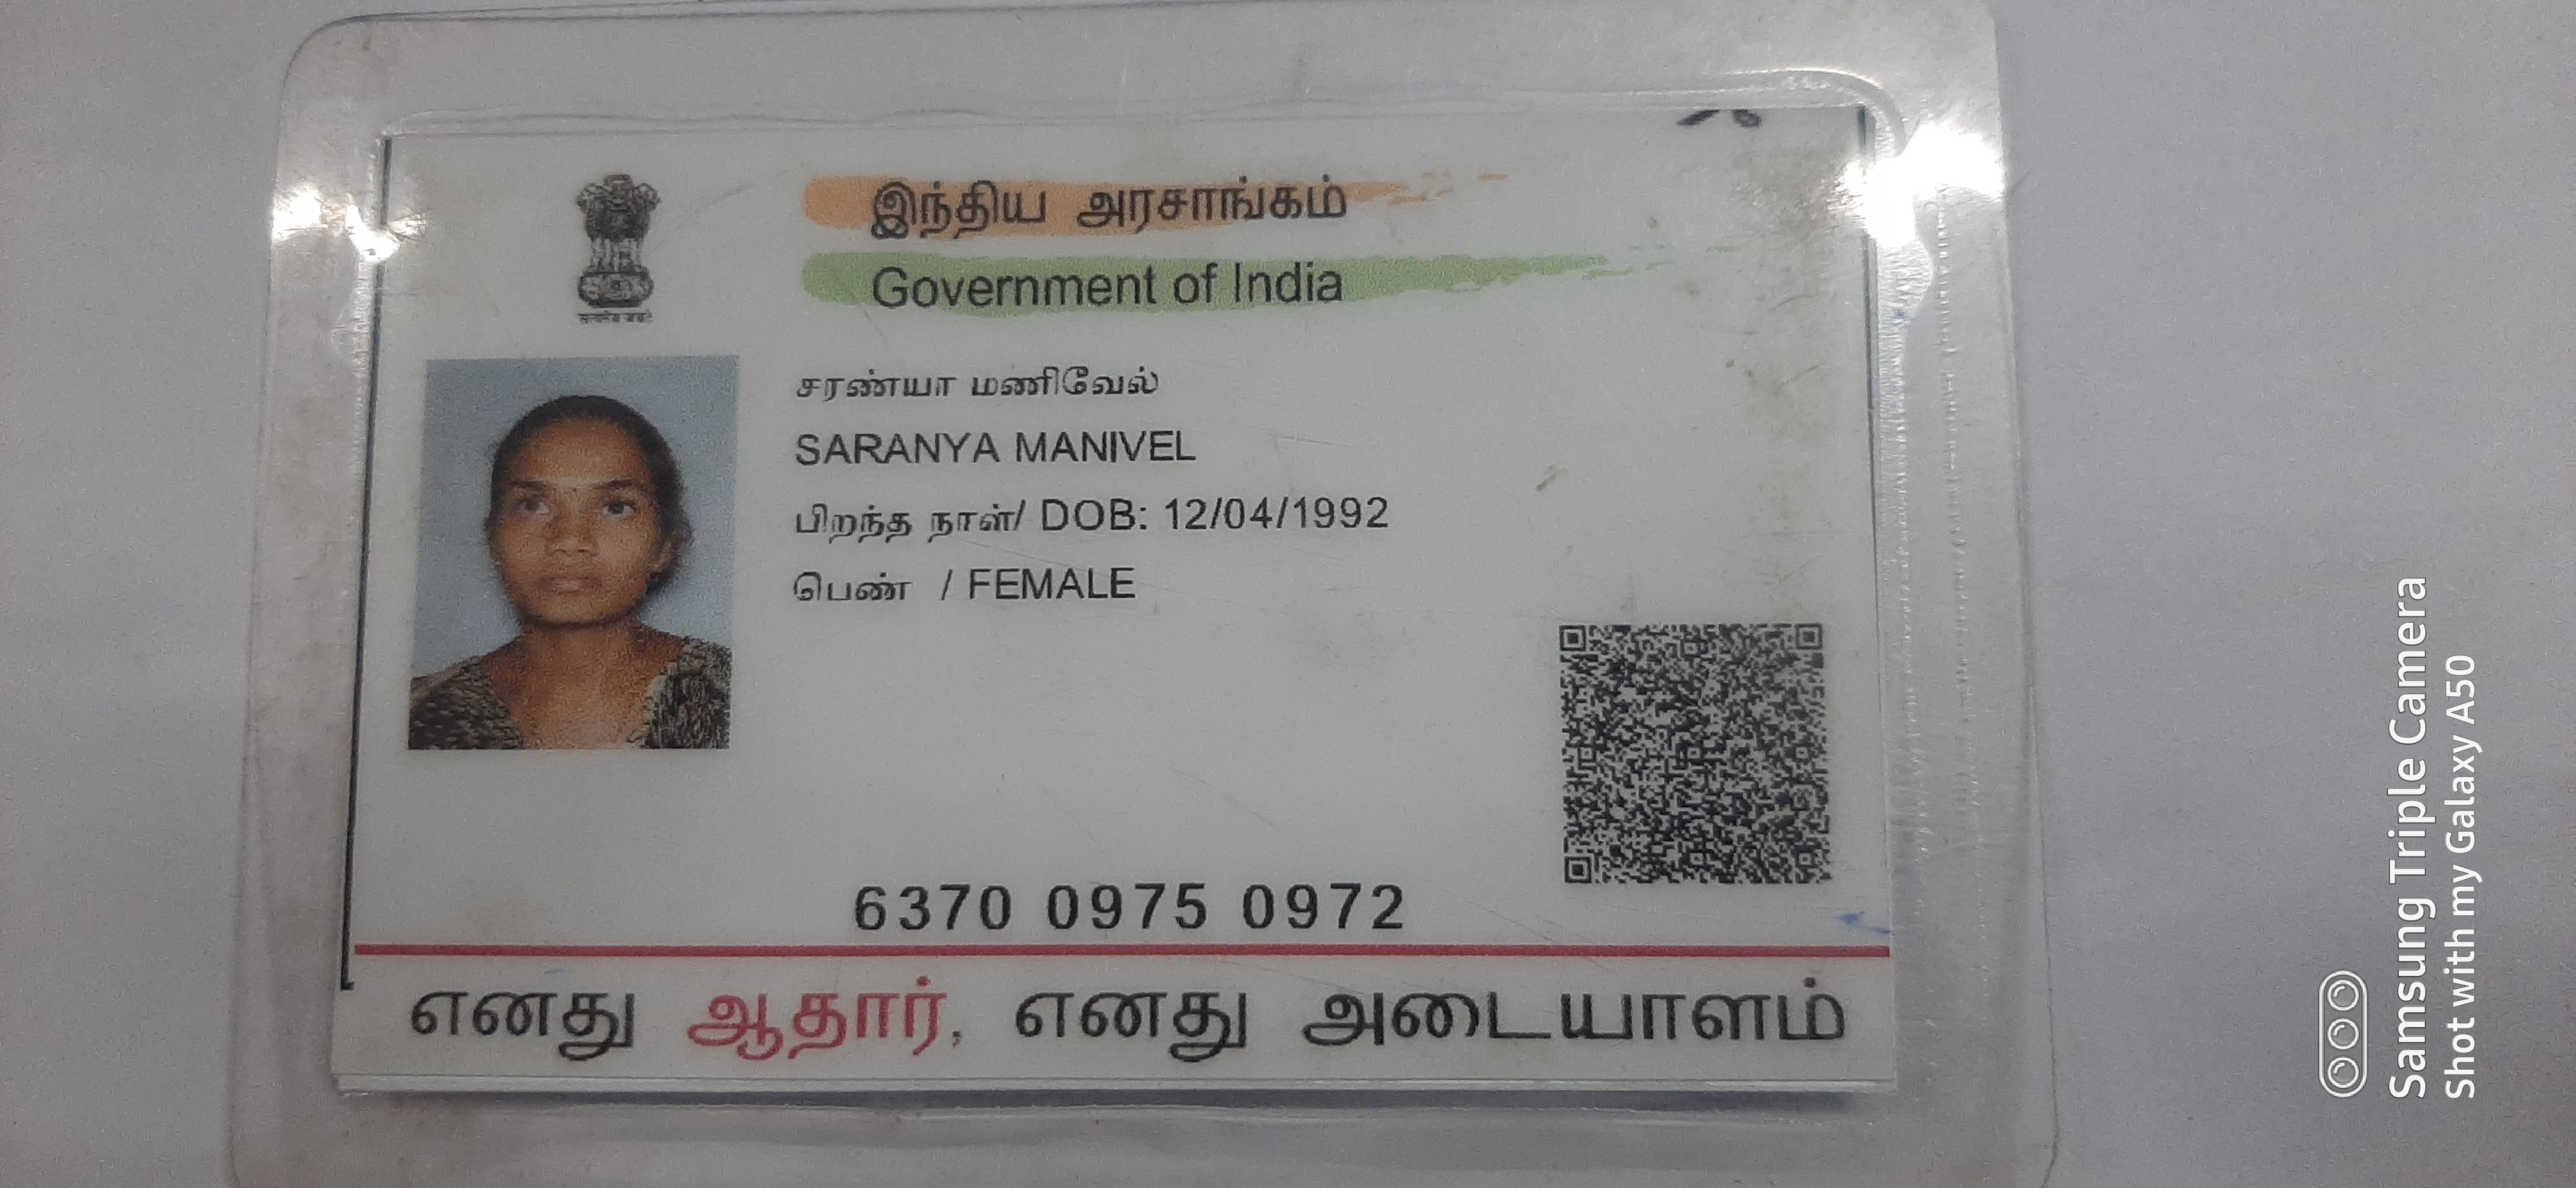 இந்திய அரசாங்கம்
Government of India
சரண்யா மணிவேல்
SARANYA MANIVEL
பிறந்த நாள்/ DOB: 12/04/1992
பெண் / FEMALE
6370 0975 0972
எனது ஆதார், எனது அடையாளம்
Samsung Triple Camera
Shot with my Galaxy A50